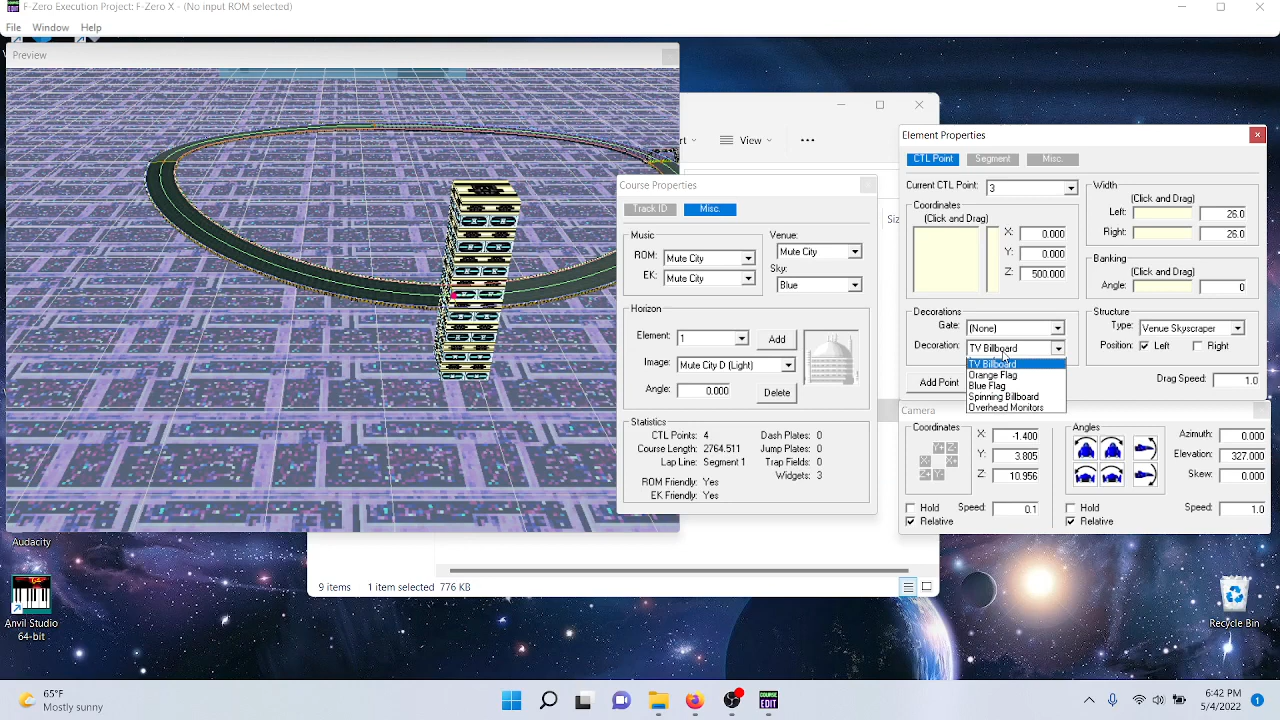 F-Zero Execution Project: F-Zero X - (No input ROM selected)
File Window Help
Preview
View
Course Properties
Track ID Misc.
Music
ROM: Mute City
EK: Mute City
Venue:
Mute City
Sky:
Blue
Horizon
Element: 1 Add
Image: Mute City D (Light)
Angle: 0.000 Delete
Statistics
CTL Points: 4 Dash Plates: 0
Course Length: 2764.511 Jump Plates: 0
Lap Line: Segment 1 Trap Fields: 0
Widgets: 3
ROM Friendly: Yes
EK Friendly: Yes
Element Properties
CTL Point Segment Misc.
Current CTL Point: 3
Coordinates
(Click and Drag)
X: 0.000
Y: 0.000
Z: 500.000
Width
(Click and Drag)
Left: 26.0
Right: 26.0
Banking
(Click and Drag)
Angle: 0
Decorations
Gate: (None)
Decoration: TV Billboard
TV Billboard
Orange Flag
Blue Flag
Spinning Billboard
Overhead Monitors
Add Point
Structure
Position: Left Right
Drag Speed: 1.0
Camera
Coordinates
X: -1.400
Y: 3.805
Z: 10.956
Hold Speed: 0.1
Relative
Angles
Azimuth: 0.000
Elevation: 327.000
Skew: 0.000
Hold Speed: 1.0
Relative
9 items 1 item selected 776 KB
Audacity
Anvil Studio
64-bit
Recycle Bin
65°F
Mostly sunny
COURSE
EDIT
6:42 PM
5/4/2022
1